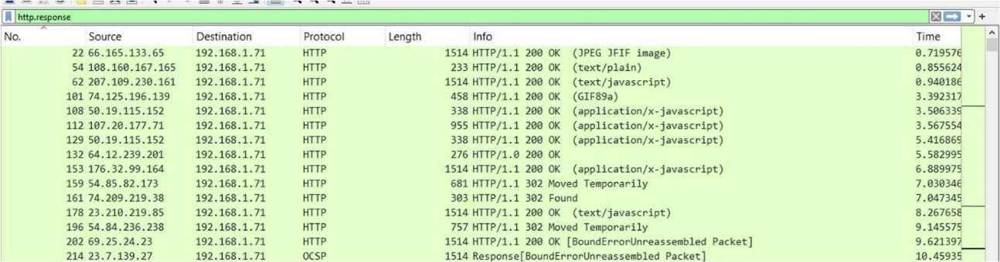 http.response
No. Source Destination Protocol Length Info Time
22 66.165.133.65 192.168.1.71 HTTP 1514 HTTP/1.1 200 OK (JPEG JFIF image) 0.719576
54 108.160.167.165 192.168.1.71 HTTP 233 HTTP/1.1 200 OK (text/plain) 0.855624
62 207.109.230.161 192.168.1.71 HTTP 1514 HTTP/1.1 200 OK (text/javascript) 0.940186
101 74.125.196.139 192.168.1.71 HTTP 458 HTTP/1.1 200 OK (GIF89a) 3.392317
108 50.19.115.152 192.168.1.71 HTTP 338 HTTP/1.1 200 OK (application/x-javascript) 3.506339
112 107.20.177.71 192.168.1.71 HTTP 955 HTTP/1.1 200 OK (application/x-javascript) 3.567554
129 50.19.115.152 192.168.1.71 HTTP 338 HTTP/1.1 200 OK (application/x-javascript) 5.416869
132 64.12.239.201 192.168.1.71 HTTP 276 HTTP/1.0 200 OK 5.582995
153 176.32.99.164 192.168.1.71 HTTP 1514 HTTP/1.1 200 OK (application/x-javascript) 6.889975
159 54.85.82.173 192.168.1.71 HTTP 681 HTTP/1.1 302 Moved Temporarily 7.030346
161 74.209.219.38 192.168.1.71 HTTP 303 HTTP/1.1 302 Found 7.047345
178 23.210.219.85 192.168.1.71 HTTP 1514 HTTP/1.1 200 OK (text/javascript) 8.267658
196 54.84.236.238 192.168.1.71 HTTP 757 HTTP/1.1 302 Moved Temporarily 9.145575
202 69.25.24.23 192.168.1.71 HTTP 1514 HTTP/1.1 200 OK [BoundErrorUnreassembled Packet] 9.621397
214 23.7.139.27 192.168.1.71 OCSP 1514 Response[BoundErrorUnreassembled Packet] 10.45935